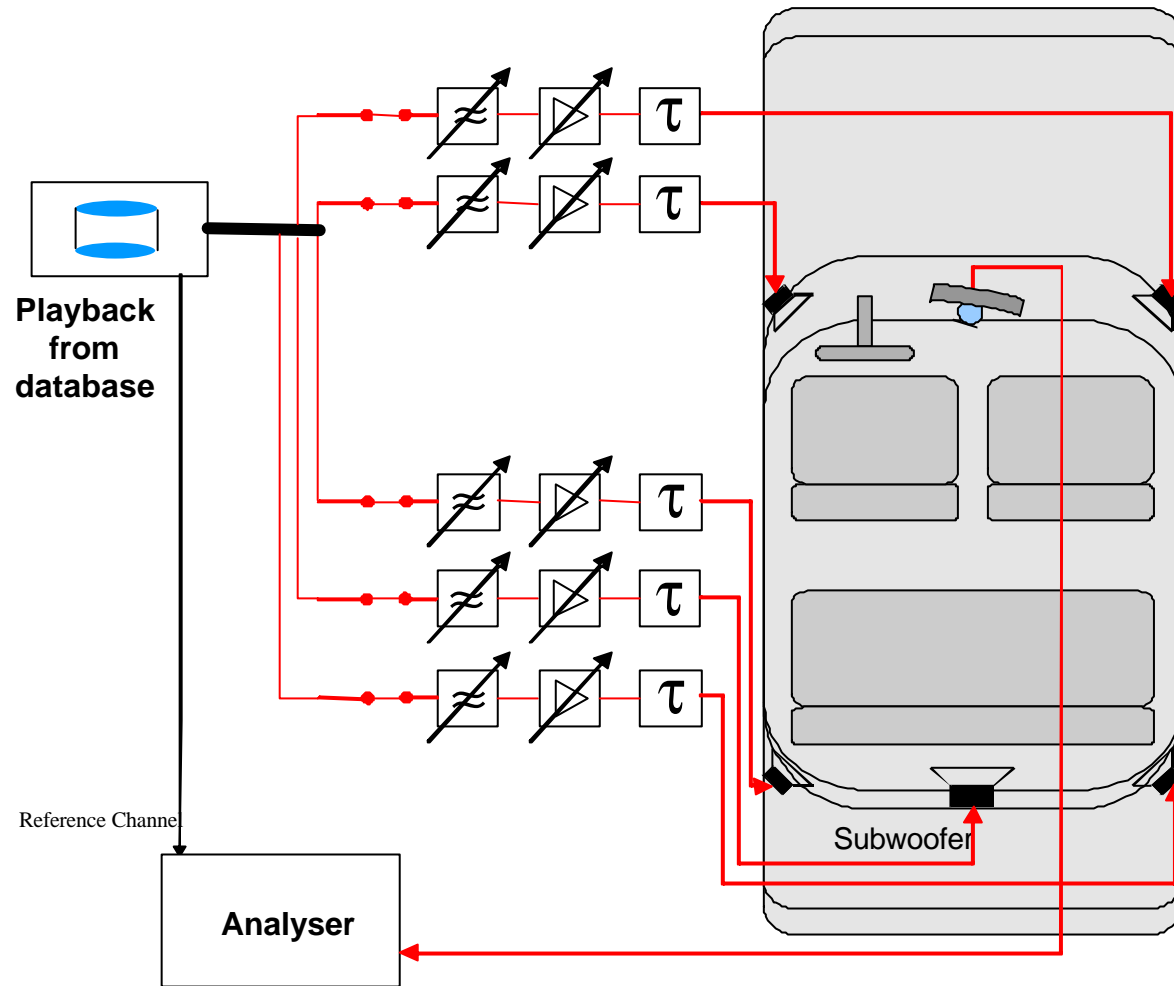 τ
τ
Playback
from
database
τ
τ
τ
Reference Channel
Subwoofer
Analyser